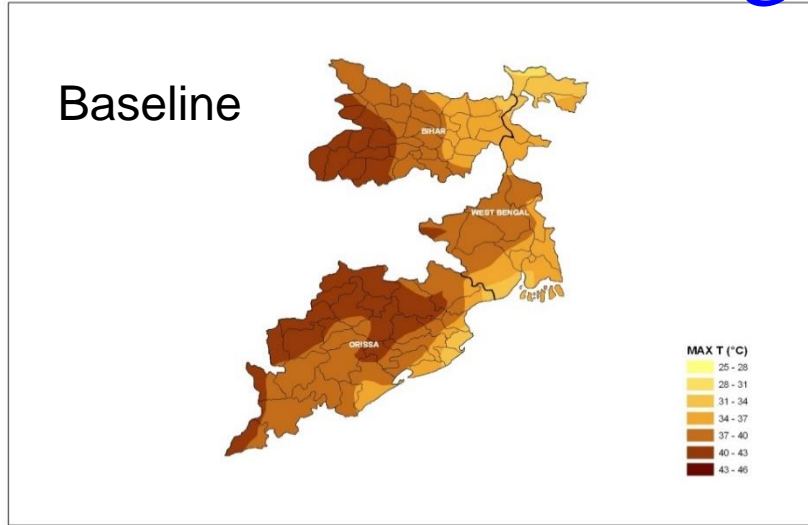 Baseline
BIHAR
WEST BENGAL
ORISSA
MAX T (°C)
25 - 28
28 - 31
31 - 34
34 - 37
37 - 40
40 - 43
43 - 46